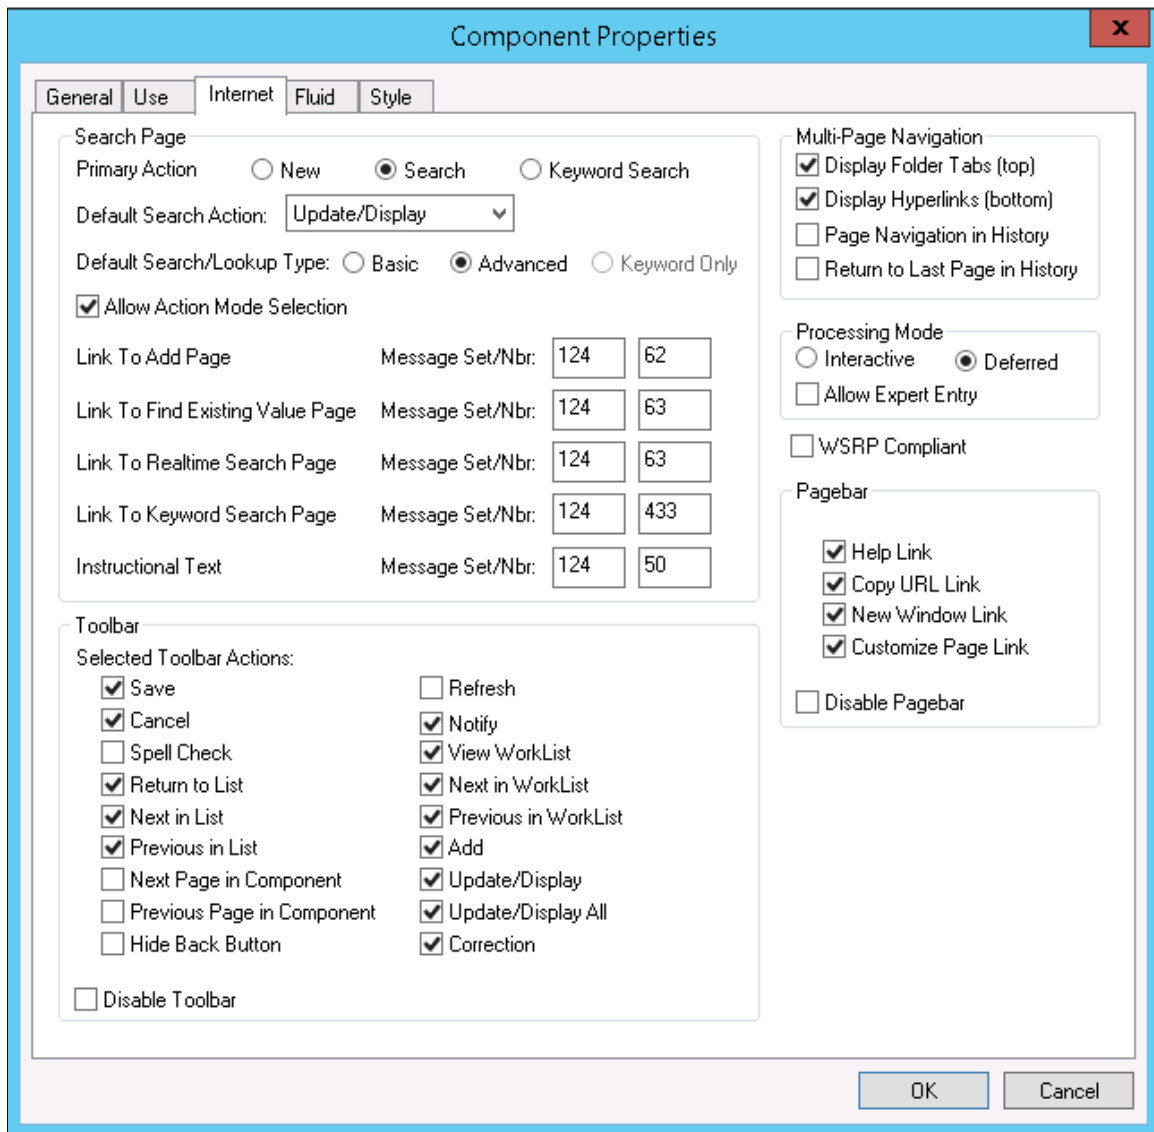 Component Properties
X
General Use Internet Fluid Style
Search Page
Primary Action New Search Keyword Search
Default Search Action: Update/Display
Default Search/Lookup Type: Basic Advanced Keyword Only
Allow Action Mode Selection
Link To Add Page Message Set/Nbr: 124 62
Link To Find Existing Value Page Message Set/Nbr: 124 63
Link To Realtime Search Page Message Set/Nbr: 124 63
Link To Keyword Search Page Message Set/Nbr: 124 433
Instructional Text Message Set/Nbr: 124 50
Toolbar
Selected Toolbar Actions:
Save Refresh
Cancel Notify
Spell Check View WorkList
Return to List Next in WorkList
Next in List Previous in WorkList
Previous in List Add
Next Page in Component Update/Display
Previous Page in Component Update/Display All
Hide Back Button Correction
Disable Toolbar
Multi-Page Navigation
Display Folder Tabs (top)
Display Hyperlinks (bottom)
Page Navigation in History
Return to Last Page in History
Processing Mode
Interactive Deferred
Allow Expert Entry
WSRP Compliant
Pagebar
Help Link
Copy URL Link
New Window Link
Customize Page Link
Disable Pagebar
OK Cancel